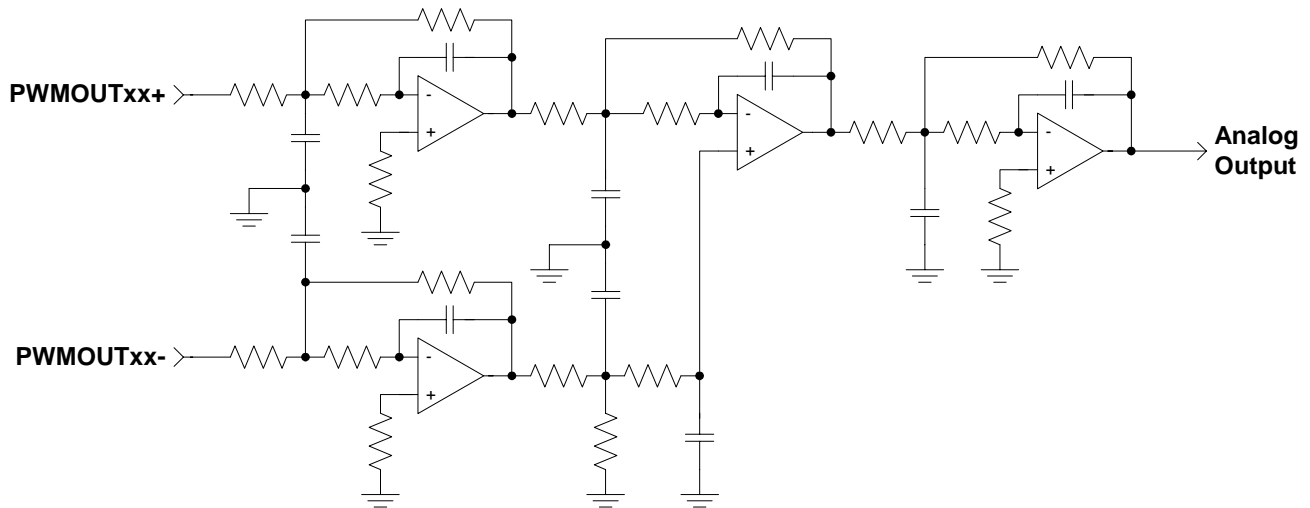 PWMOUTxx+
Analog
Output
PWMOUTxx-
-
+
-
+
-
+
-
+